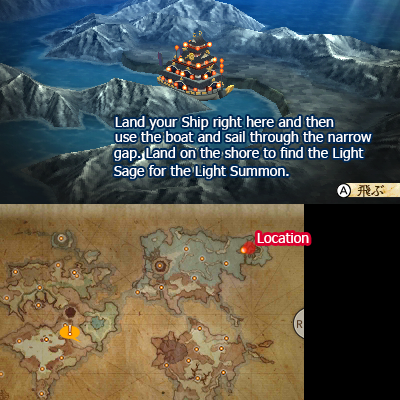 Land your Ship right here and then
use the boat and sail through the narrow
gap. Land on the shore to find the Light
Sage for the Light Summon.
A 飛ぶ
Location
R